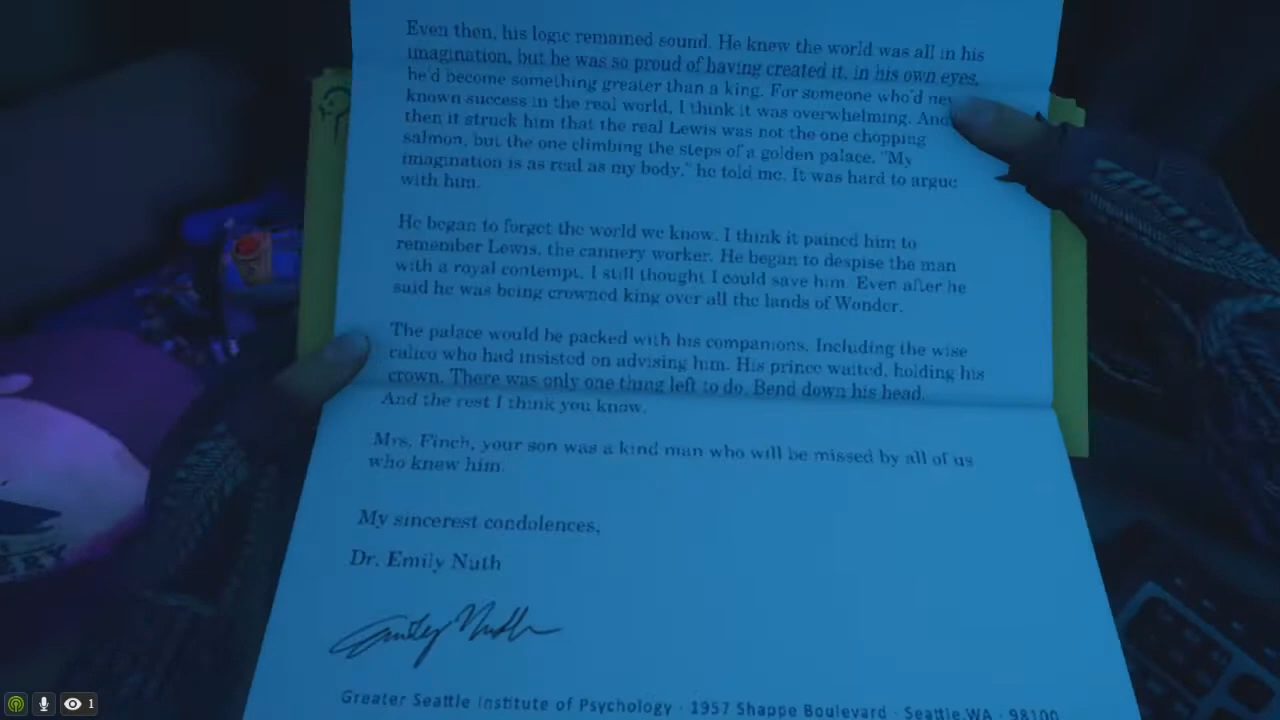 Even then, his logic remained sound. He knew the world was all in his
imagination, but he was so proud of having created it, in his own eyes,
he'd become something greater than a king. For someone who'd
known success in the real world, I think it was overwhelming. And
then it struck him that the real Lewis was not the one chopping
salmon, but the one climbing the steps of a golden palace. "My
imagination is as real as my body," he told me. It was hard to argue
with him.
He began to forget the world we know. I think it pained him to
remember Lewis, the cannery worker. He began to despise the man
with a royal contempt. I still thought I could save him. Even after he
said he was being crowned king over all the lands of Wonder.
The palace would be packed with his companions. Including the wise
calico who had insisted on advising him. His prince waited, holding his
crown. There was only one thing left to do. Bend down his head.
And the rest I think you know.
Mrs. Finch, your son was a kind man who will be missed by all of us
who knew him.
My sincerest condolences,
Dr. Emily Nuth
Emily Nuth
Greater Seattle Institute of Psychology · 1957 Shappe Boulevard · Seattle, WA · 98100
1